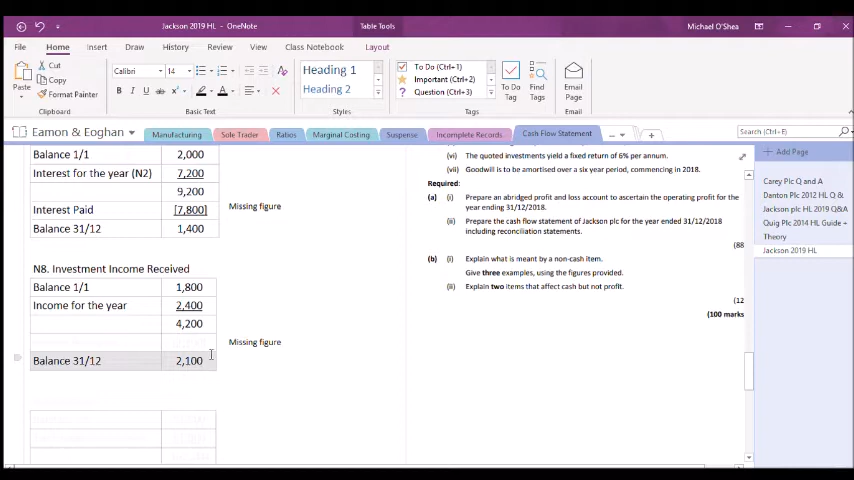 Jackson 2019 HL - OneNote
Table Tools
Michael O'Shea
File Home Insert Draw History Review View Class Notebook Layout
Paste
Cut
Copy
Format Painter
Clipboard
Calibri 14
B I U
Basic Text
Heading 1
Heading 2
Styles
To Do (Ctrl+1)
Important (Ctrl+2)
Question (Ctrl+3)
Tags
To Do Tag
Find Tags
Email Page
Email
Eamon & Eoghan
Manufacturing Sole Trader Ratios Marginal Costing Suspense Incomplete Records Cash Flow Statement
Search (Ctrl+E)
Balance 1/1 2,000
Interest for the year (N2) 7,200
9,200
Interest Paid [7,800] Missing figure
Balance 31/12 1,400
N8. Investment Income Received
Balance 1/1 1,800
Income for the year 2,400
4,200
Missing figure
Balance 31/12 2,100
(vi) The quoted investments yield a fixed return of 6% per annum.
(vii) Goodwill is to be amortised over a six year period, commencing in 2018.
Required:
(a) (i) Prepare an abridged profit and loss account to ascertain the operating profit for the
year ending 31/12/2018.
(ii) Prepare the cash flow statement of Jackson plc for the year ended 31/12/2018
including reconciliation statements.
(88
(b) (i) Explain what is meant by a non-cash item.
Give three examples, using the figures provided.
(ii) Explain two items that affect cash but not profit.
(12
(100 marks
Add Page
Carey Plc Q and A
Danton Plc 2012 HL Q &
Jackson plc HL 2019 Q&A
Quig Plc 2014 HL Guide +
Theory
Jackson 2019 HL